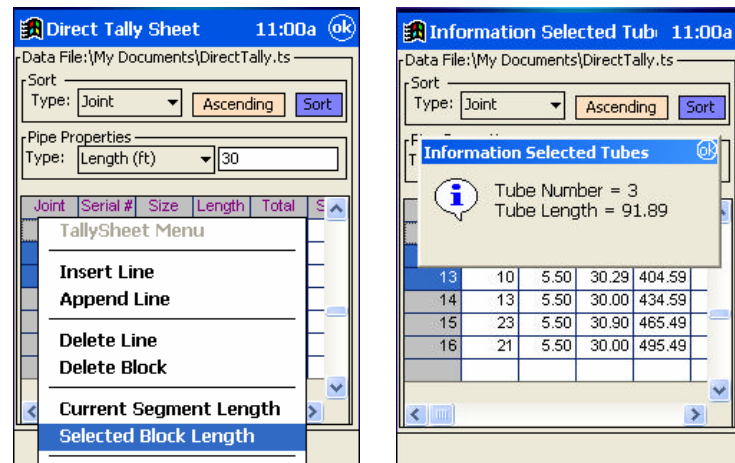 Direct Tally Sheet 11:00a ok
Data File:\My Documents\DirectTally.ts
Sort
Type: Joint Ascending Sort
Pipe Properties
Type: Length (ft) 30
Joint Serial # Size Length Total S
TallySheet Menu
Insert Line
Append Line
Delete Line
Delete Block
Current Segment Length
Selected Block Length
Information Selected Tub 11:00a
Data File:\My Documents\DirectTally.ts
Sort
Type: Joint Ascending Sort
Information Selected Tubes ok
Tube Number = 3
Tube Length = 91.89
13 10 5.50 30.29 404.59
14 13 5.50 30.00 434.59
15 23 5.50 30.90 465.49
16 21 5.50 30.00 495.49